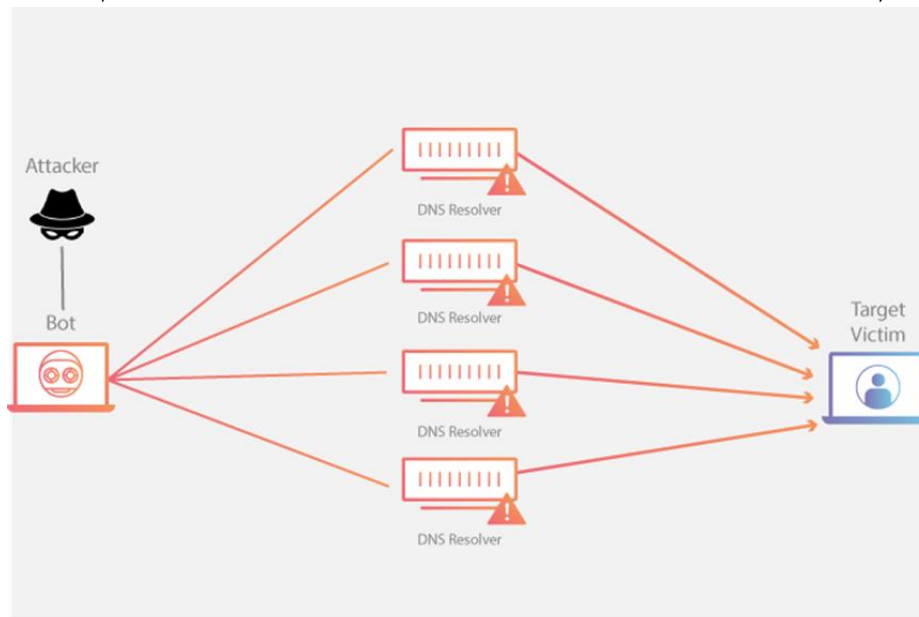 Attacker
Bot
DNS Resolver
DNS Resolver
DNS Resolver
DNS Resolver
Target
Victim